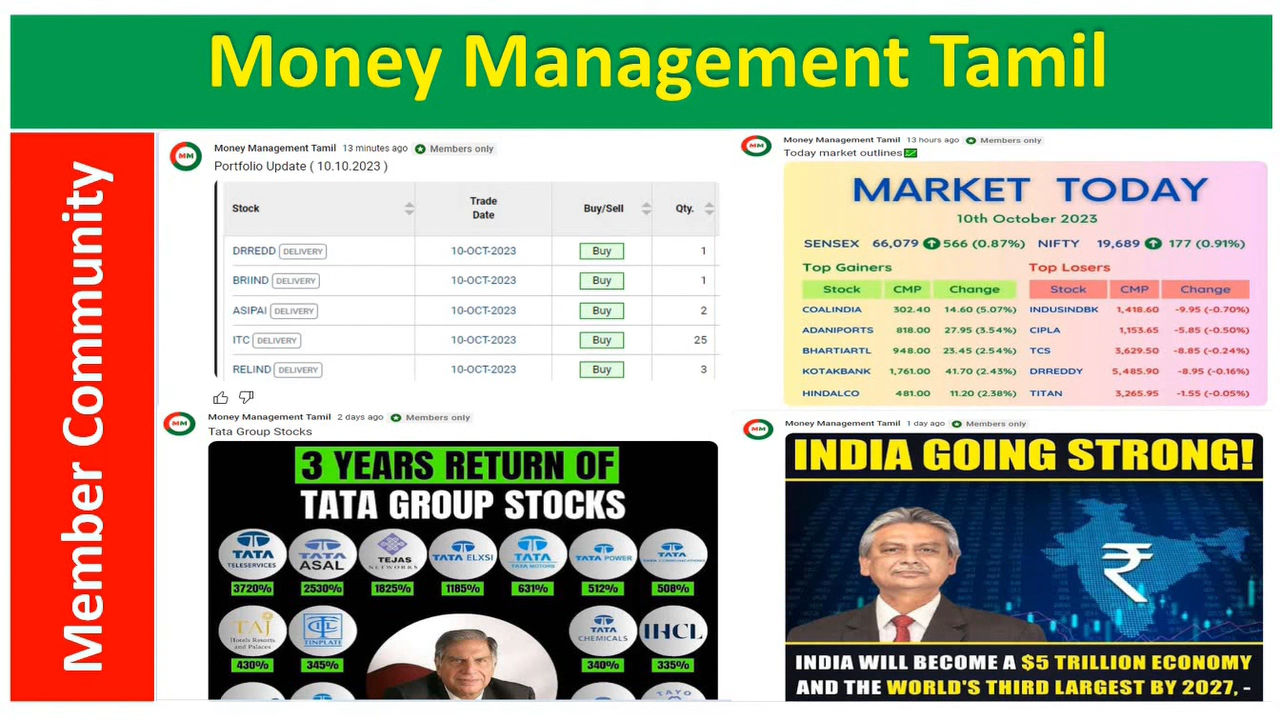 Money Management Tamil
Member Community
MM
Money Management Tamil 13 minutes ago Members only
Portfolio Update ( 10.10.2023 )
Stock Trade Date Buy/Sell Qty.
DRREDD DELIVERY 10-OCT-2023 Buy 1
BRIIND DELIVERY 10-OCT-2023 Buy 1
ASIPAI DELIVERY 10-OCT-2023 Buy 2
ITC DELIVERY 10-OCT-2023 Buy 25
RELIND DELIVERY 10-OCT-2023 Buy 3
MM
Money Management Tamil 13 hours ago Members only
Today market outlines
MARKET TODAY
10th October 2023
SENSEX 66,079 566 (0.87%) NIFTY 19,689 177 (0.91%)
Top Gainers Top Losers
Stock CMP Change Stock CMP Change
COALINDIA 302.40 14.60 (5.07%) INDUSINDBK 1,418.60 -9.95 (-0.70%)
ADANIPORTS 818.00 27.95 (3.54%) CIPLA 1,153.65 -5.85 (-0.50%)
BHARTIARTL 948.00 23.45 (2.54%) TCS 3,629.50 -8.85 (-0.24%)
KOTAKBANK 1,761.00 41.70 (2.43%) DRREDDY 5,485.90 -8.95 (-0.16%)
HINDALCO 481.00 11.20 (2.38%) TITAN 3,265.95 -1.55 (-0.05%)
MM
Money Management Tamil 2 days ago Members only
Tata Group Stocks
3 YEARS RETURN OF
TATA GROUP STOCKS
TATA TELESERVICES TATA ASAL TEJAS NETWORKS TATA ELXSI TATA TATA MOTORS TATA POWER TATA COMMUNICATIONS
3720% 2530% 1825% 1185% 631% 512% 508%
TAJ Hotels Resorts and Palaces TINPLATE TATA CHEMICALS IHCL
430% 345% 340% 335%
MM
Money Management Tamil 1 day ago Members only
INDIA GOING STRONG!
₹
INDIA WILL BECOME A $5 TRILLION ECONOMY
AND THE WORLD'S THIRD LARGEST BY 2027, -